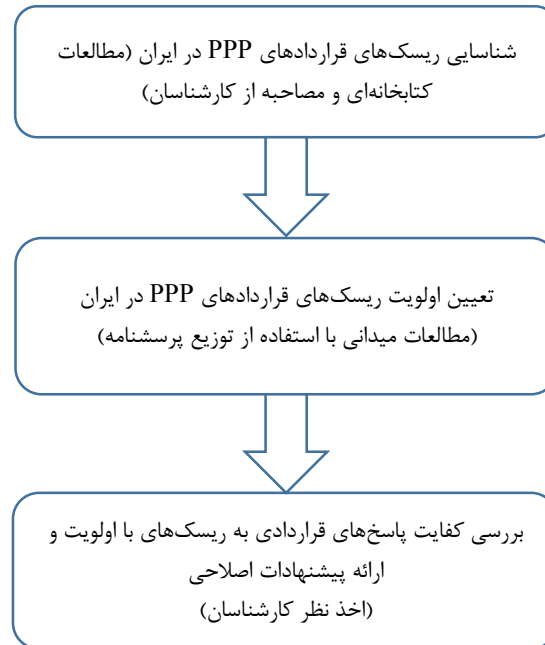 شناسایی ریسک‌های قراردادهای PPP در ایران (مطالعات
کتابخانه‌ای و مصاحبه از کارشناسان)
تعیین اولویت ریسک‌های قراردادهای PPP در ایران
(مطالعات میدانی با استفاده از توزیع پرسشنامه)
بررسی کفایت پاسخ‌های قراردادی به ریسک‌های با اولویت و
ارائه پیشنهادات اصلاحی
(اخذ نظر کارشناسان)